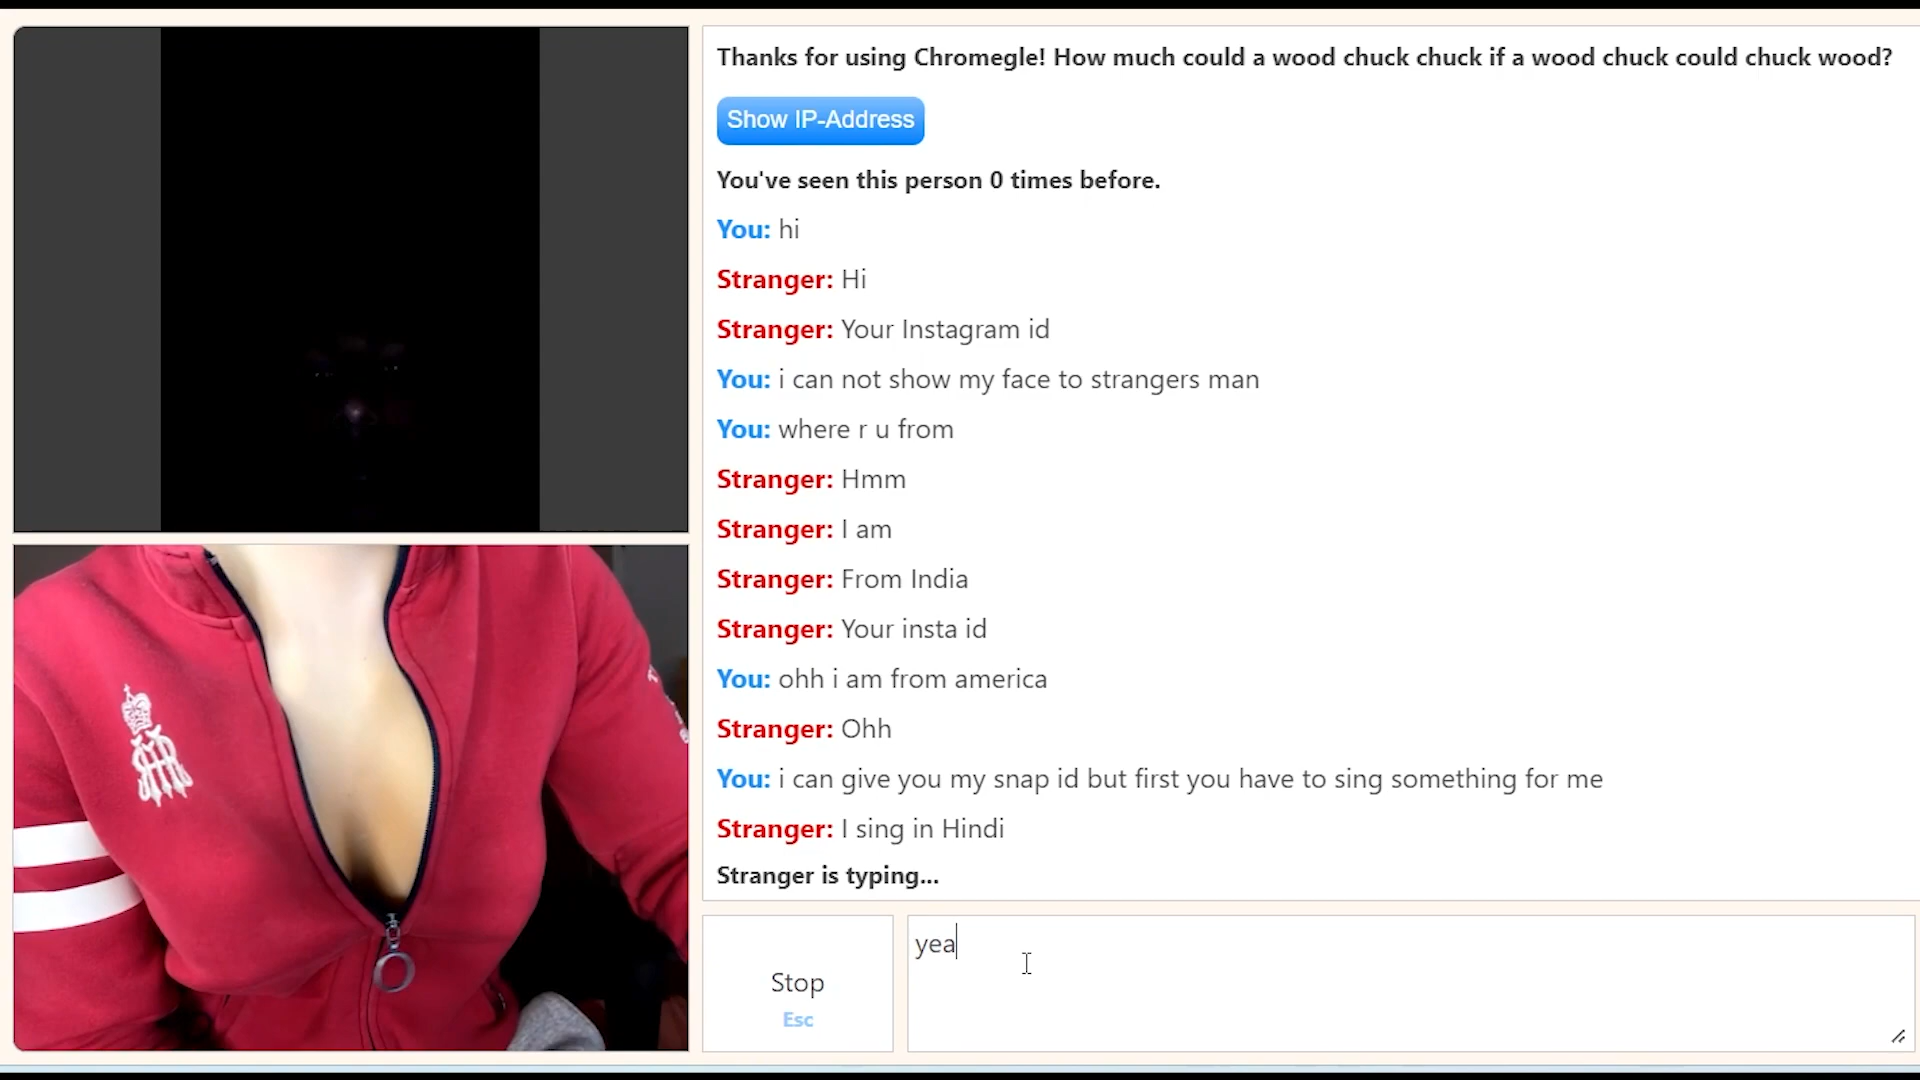 Thanks for using Chromegle! How much could a wood chuck chuck if a wood chuck could chuck wood?
Show IP-Address
You've seen this person 0 times before.
You: hi
Stranger: Hi
Stranger: Your Instagram id
You: i can not show my face to strangers man
You: where r u from
Stranger: Hmm
Stranger: I am
Stranger: From India
Stranger: Your insta id
You: ohh i am from america
Stranger: Ohh
You: i can give you my snap id but first you have to sing something for me
Stranger: I sing in Hindi
Stranger is typing...
Stop
Esc
yea